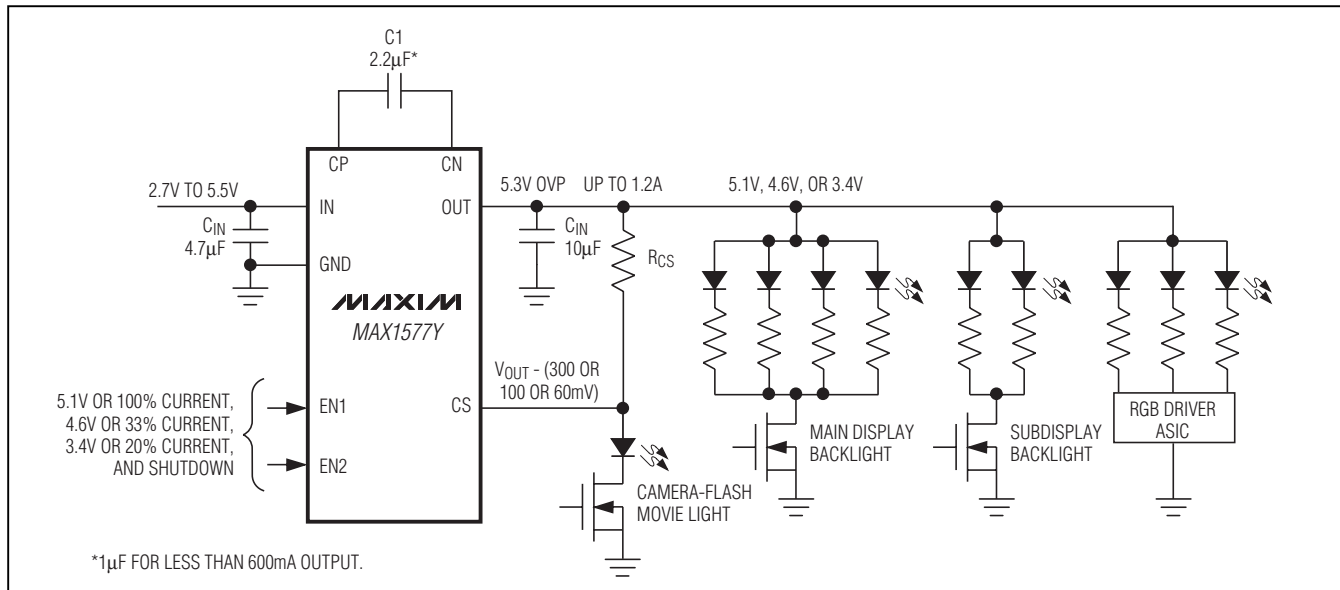 C1
2.2µF*
CP
CN
2.7V TO 5.5V
IN
CIN
4.7µF
GND
OUT
5.3V OVP
UP TO 1.2A
5.1V, 4.6V, OR 3.4V
CIN
10µF
RCS
MAXIM
MAX1577Y
VOUT - (300 OR
100 OR 60mV)
CS
5.1V OR 100% CURRENT,
4.6V OR 33% CURRENT,
3.4V OR 20% CURRENT,
AND SHUTDOWN
EN1
EN2
CAMERA-FLASH
MOVIE LIGHT
MAIN DISPLAY
BACKLIGHT
SUBDISPLAY
BACKLIGHT
RGB DRIVER
ASIC
*1µF FOR LESS THAN 600mA OUTPUT.